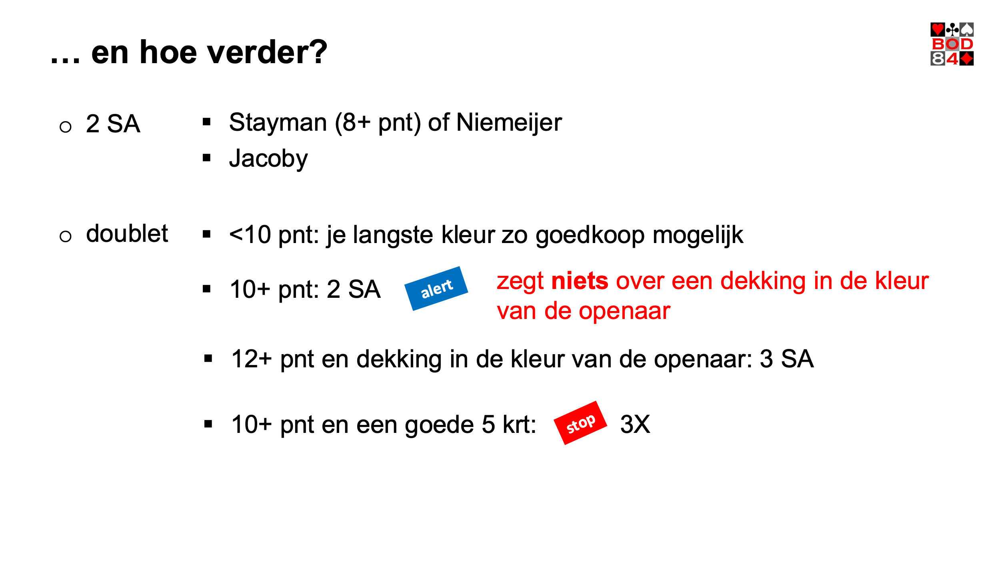 ... en hoe verder?
BOD
84
2 SA
Stayman (8+ pnt) of Niemeijer
Jacoby
doublet
<10 pnt: je langste kleur zo goedkoop mogelijk
10+ pnt: 2 SA
alert
zegt niets over een dekking in de kleur
van de openaar
12+ pnt en dekking in de kleur van de openaar: 3 SA
10+ pnt en een goede 5 krt:
stop
3X